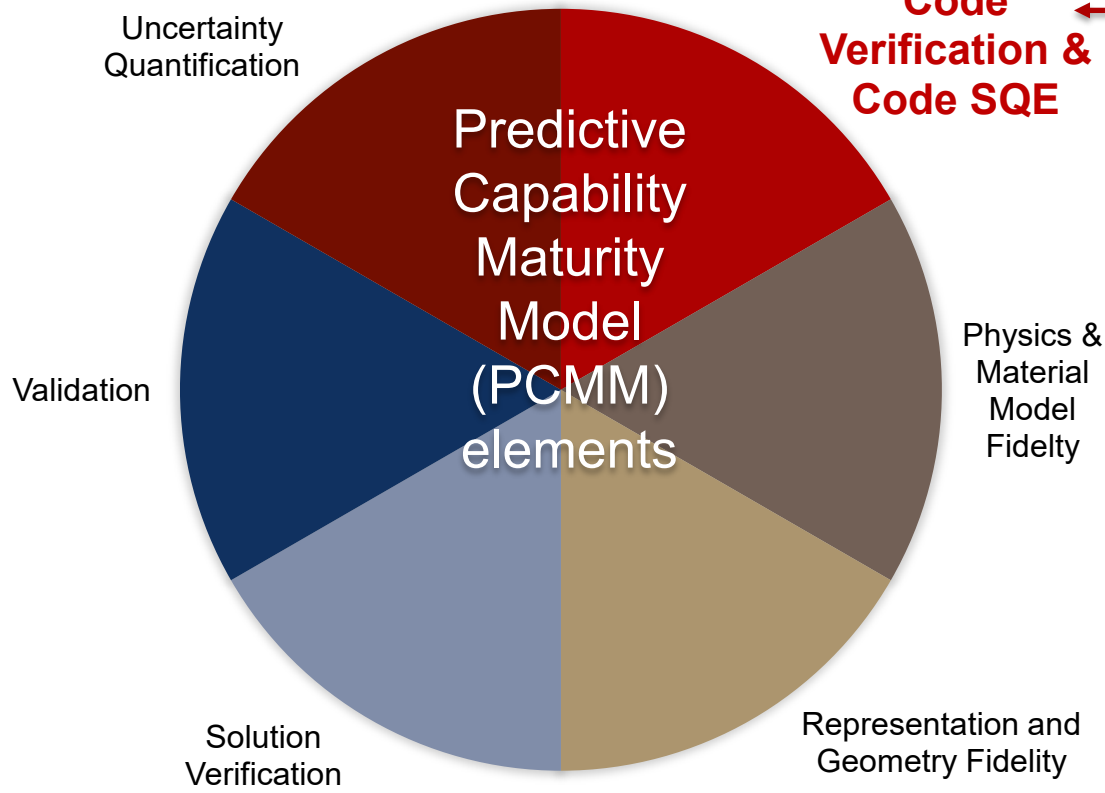 Uncertainty
Quantification
Code
Verification &
Code SQE
Predictive
Capability
Maturity
Model
(PCMM)
elements
Validation
Physics &
Material
Model
Fidelty
Solution
Verification
Representation and
Geometry Fidelity